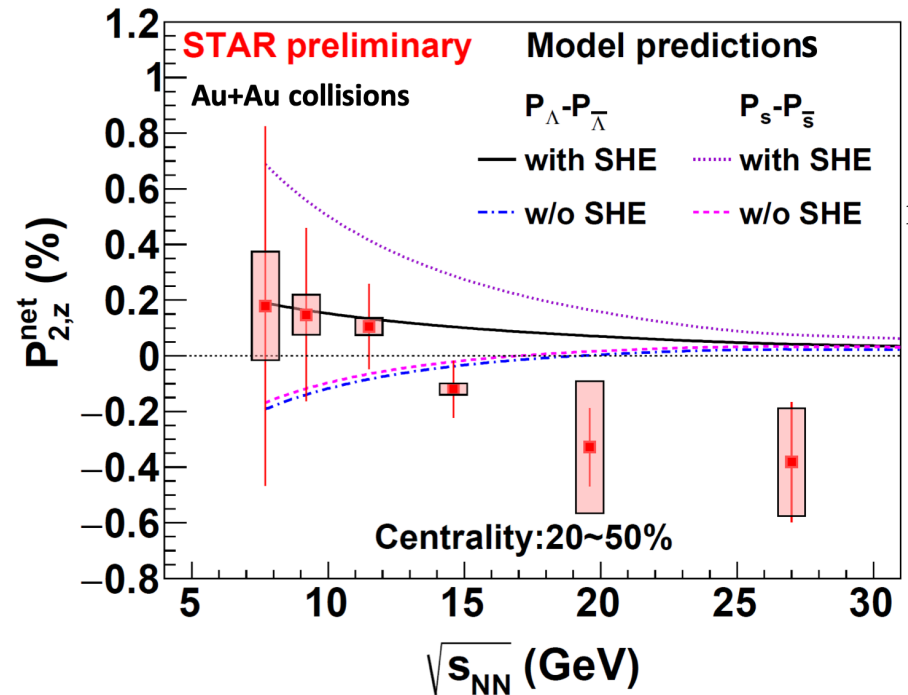 STAR preliminary
Model predictions
Au+Au collisions
P_Λ-P_Λ̅
P_s-P_s̅
with SHE
with SHE
w/o SHE
w/o SHE
Centrality:20~50%
P^net_2,z (%)
1.2
1
0.8
0.6
0.4
0.2
0
−0.2
−0.4
−0.6
−0.8
5 10 15 20 25 30
√s_NN (GeV)